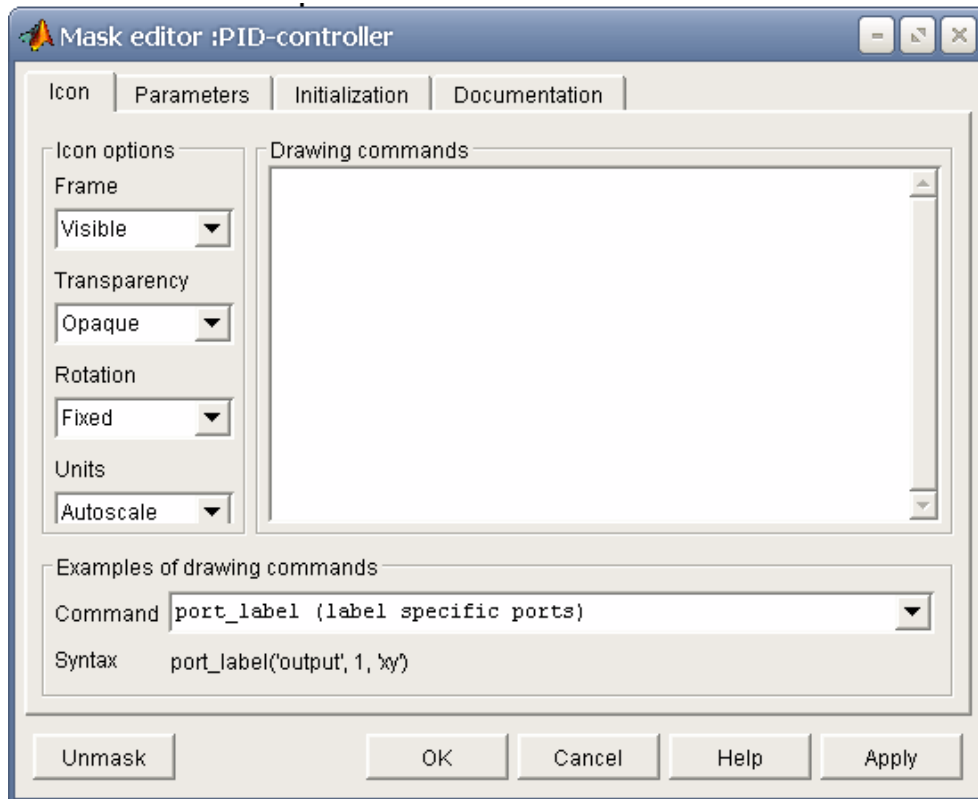 Mask editor :PID-controller
Icon Parameters Initialization Documentation
Icon options
Frame
Visible
Transparency
Opaque
Rotation
Fixed
Units
Autoscale
Drawing commands
Examples of drawing commands
Command port_label (label specific ports)
Syntax port_label('output', 1, 'xy')
Unmask OK Cancel Help Apply